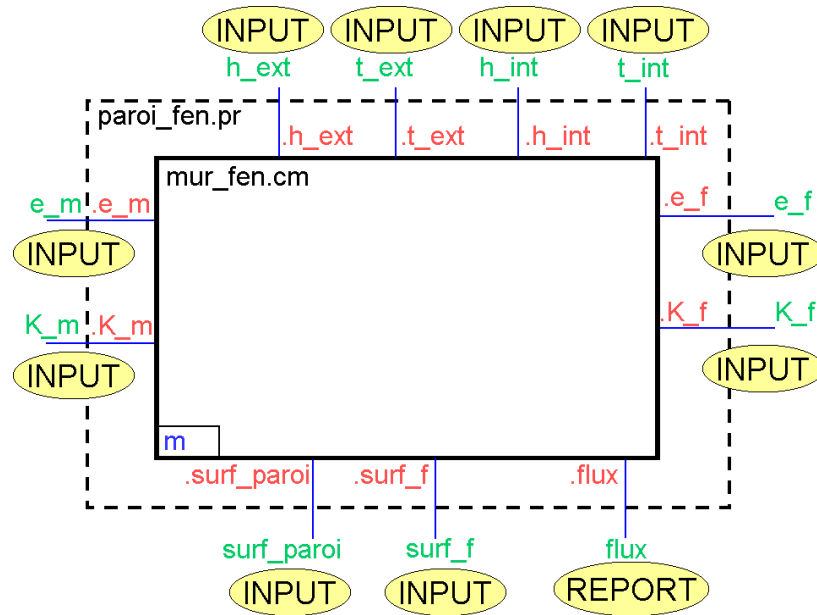 INPUT INPUT INPUT INPUT
h_ext t_ext h_int t_int
paroi_fen.pr
.h_ext .t_ext .h_int .t_int
mur_fen.cm
e_m .e_m .e_f e_f
INPUT INPUT
K_m .K_m .K_f K_f
INPUT INPUT
m
.surf_paroi .surf_f .flux
surf_paroi surf_f flux
INPUT INPUT REPORT